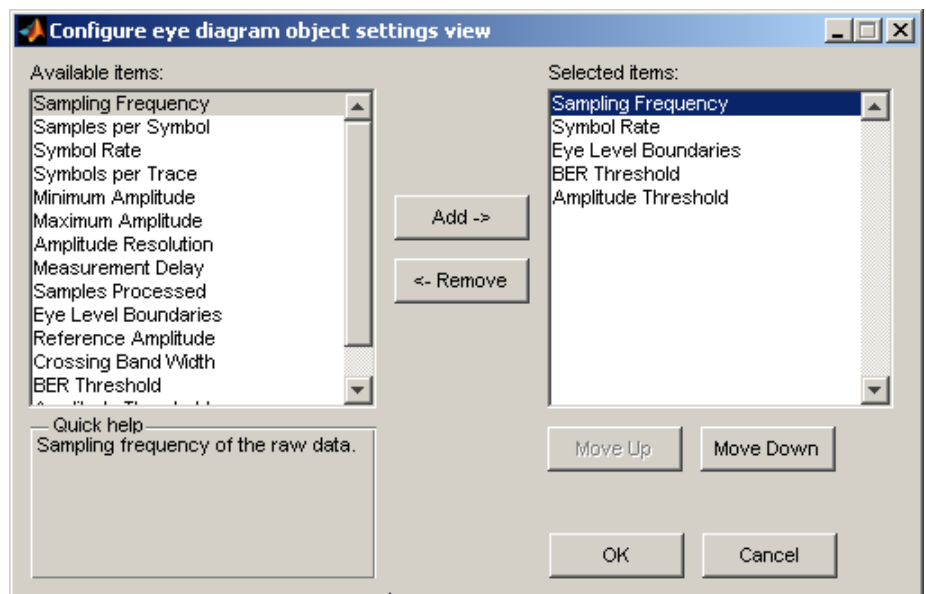 Configure eye diagram object settings view
Available items:
Sampling Frequency
Samples per Symbol
Symbol Rate
Symbols per Trace
Minimum Amplitude
Maximum Amplitude
Amplitude Resolution
Measurement Delay
Samples Processed
Eye Level Boundaries
Reference Amplitude
Crossing Band Width
BER Threshold
Add ->
<- Remove
Selected items:
Sampling Frequency
Symbol Rate
Eye Level Boundaries
BER Threshold
Amplitude Threshold
Quick help
Sampling frequency of the raw data.
Move Up
Move Down
OK
Cancel